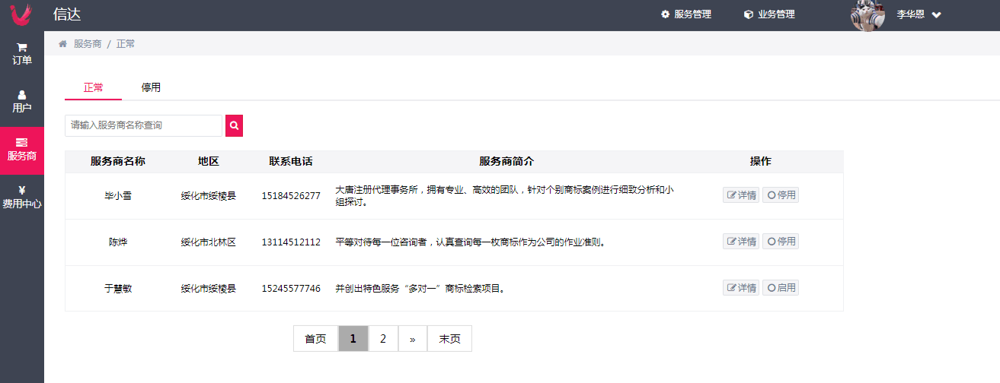 信达
服务管理
业务管理
李华恩
订单
用户
服务商
费用中心
服务商 / 正常
正常 停用
请输入服务商名称查询
服务商名称 地区 联系电话 服务商简介 操作
毕小雪 绥化市绥棱县 15184526277 大唐注册代理事务所，拥有专业、高效的团队，针对个别商标案例进行细致分析和小
组探讨。 详情 停用
陈烨 绥化市北林区 13114512112 平等对待每一位咨询者，认真查询每一枚商标作为公司的作业准则。 详情 停用
于慧敏 绥化市绥棱县 15245577746 并创出特色服务“多对一”商标检索项目。 详情 启用
首页 1 2 » 末页